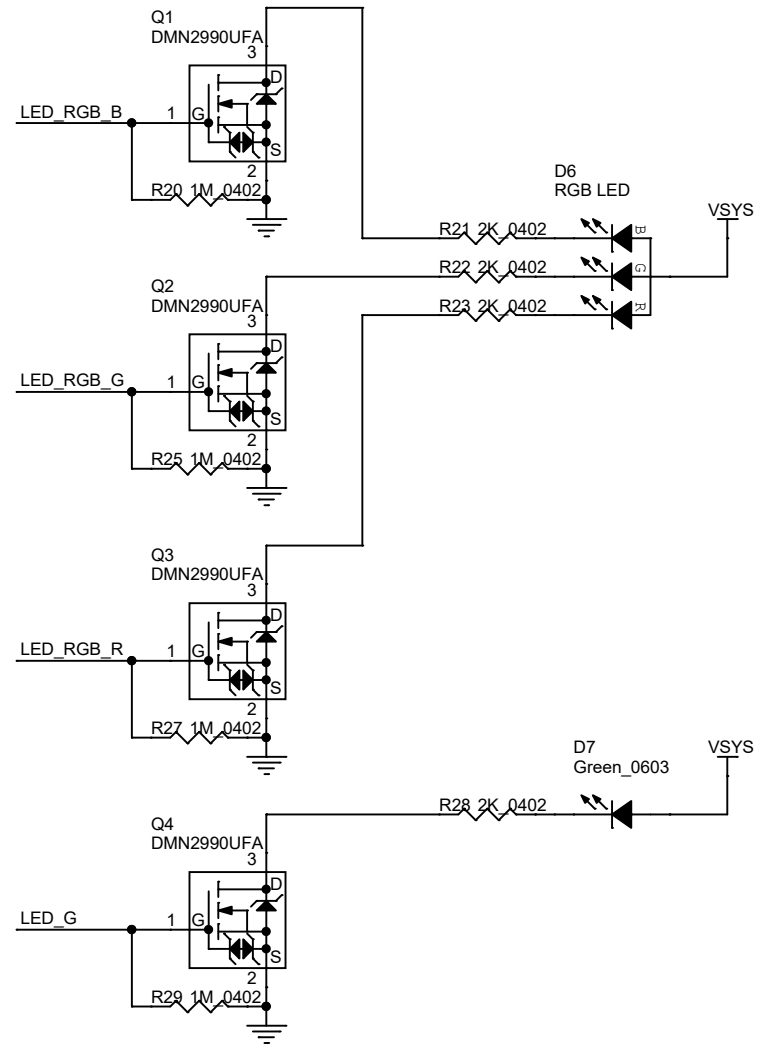 Q1
DMN2990UFA
3
D
LED_RGB_B
1
G
S
2
R20 1M_0402
D6
RGB LED
VSYS
R21 2K_0402
B
R22 2K_0402
G
R23 2K_0402
R
Q2
DMN2990UFA
3
D
LED_RGB_G
1
G
S
2
R25 1M_0402
Q3
DMN2990UFA
3
D
LED_RGB_R
1
G
S
2
R27 1M_0402
D7
Green_0603
VSYS
R28 2K_0402
Q4
DMN2990UFA
3
D
LED_G
1
G
S
2
R29 1M_0402